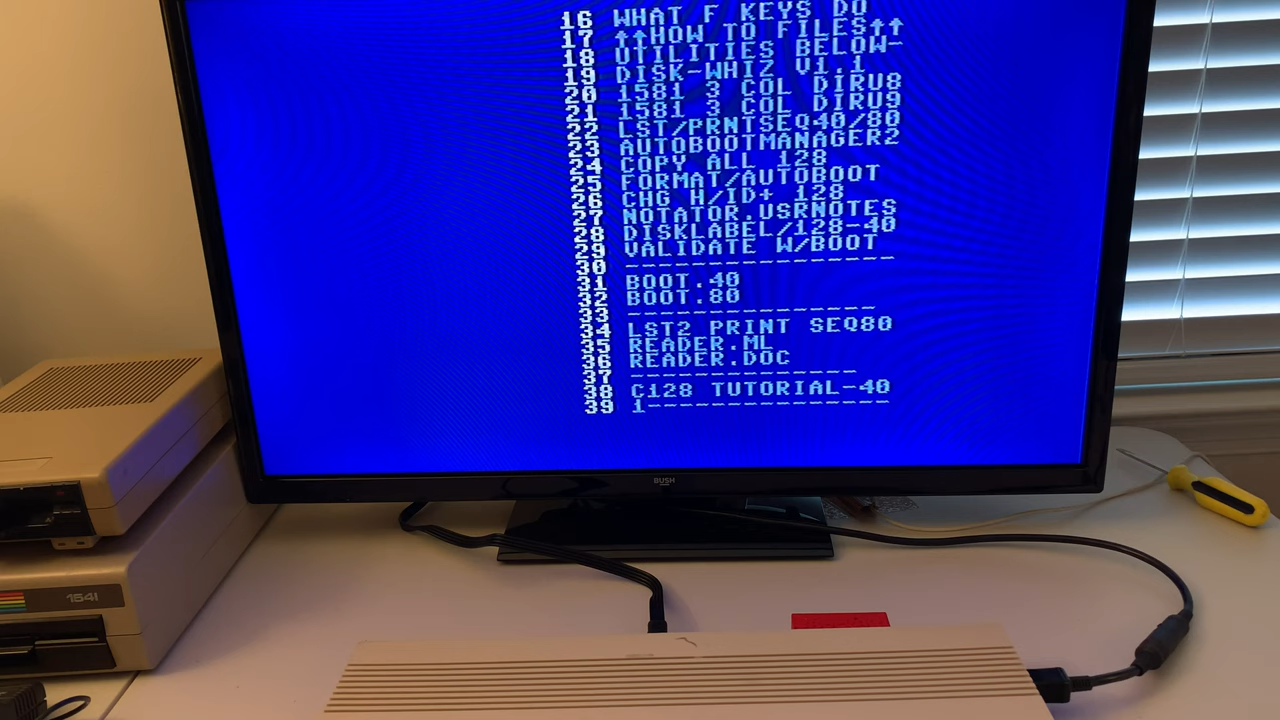 16 WHAT F KEYS DO
17 ↑↑HOW TO FILES↑↑
18 UTILITIES BELOW-
19 DISK-WHIZ V1.1
20 1581 3 COL DIRU8
21 1581 3 COL DIRU9
22 LST/PRNTSEQ40/80
23 AUTOBOOTMANAGER2
24 COPY ALL 128
25 FORMAT/AUTOBOOT
26 CHG H/ID+ 128
27 NOTATOR.USRNOTES
28 DISKLABEL/128-40
29 VALIDATE W/BOOT
30 ---------------
31 BOOT.40
32 BOOT.80
33 --------------
34 LST2 PRINT SEQ80
35 READER.ML
36 READER.DOC
37 -------------
38 C128 TUTORIAL-40
39 1---------------
BUSH
1541